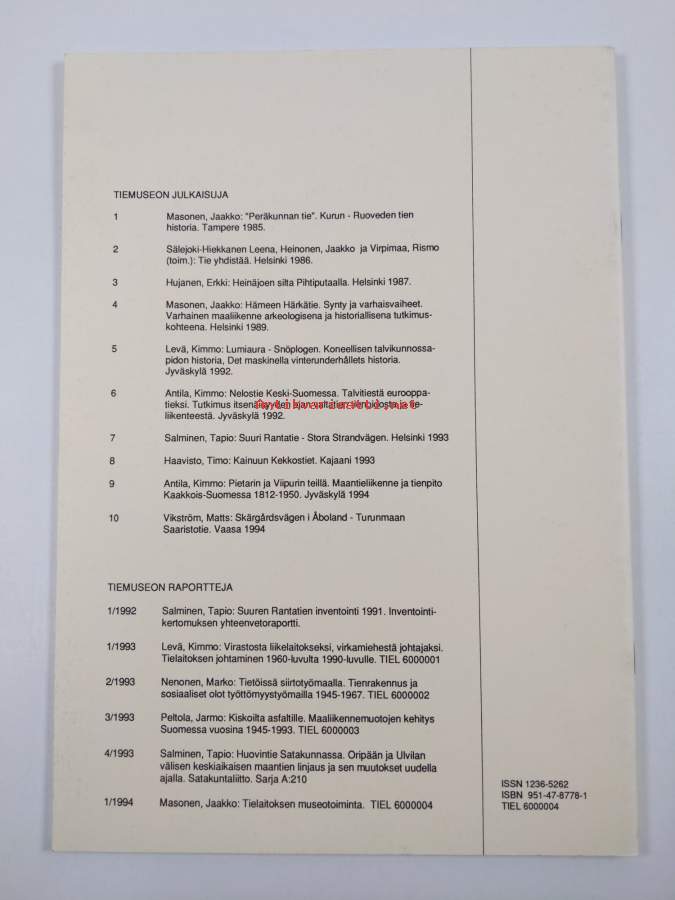 TIEMUSEON JULKAISUJA
1 Masonen, Jaakko: "Peräkunnan tie". Kurun - Ruoveden tien
historia. Tampere 1985.
2 Sälejoki-Hiekkanen Leena, Heinonen, Jaakko ja Virpimaa, Rismo
(toim.): Tie yhdistää. Helsinki 1986.
3 Hujanen, Erkki: Heinäjoen silta Pihtiputaalla. Helsinki 1987.
4 Masonen, Jaakko: Hämeen Härkätie. Synty ja varhaisvaiheet.
Varhainen maaliikenne arkeologisena ja historiallisena tutkimus-
kohteena. Helsinki 1989.
5 Levä, Kimmo: Lumiaura - Snöplogen. Koneellisen talvikunnossa-
pidon historia, Det maskinella vinterunderhållets historia.
Jyväskylä 1992.
6 Antila, Kimmo: Nelostie Keski-Suomessa. Talvitiestä eurooppa-
tieksi. Tutkimus
liikenteestä. Jyväskylä 1992.
7 Salminen, Tapio: Suuri Rantatie - Stora Strandvägen. Helsinki 1993
8 Haavisto, Timo: Kainuun Kekkostiet. Kajaani 1993
9 Antila, Kimmo: Pietarin ja Viipurin teillä. Maantieliikenne ja tienpito
Kaakkois-Suomessa 1812-1950. Jyväskylä 1994
10 Vikström, Matts: Skärgårdsvägen i Åboland - Turunmaan
Saaristotie. Vaasa 1994
TIEMUSEON RAPORTTEJA
1/1992 Salminen, Tapio: Suuren Rantatien inventointi 1991. Inventointi-
kertomuksen yhteenvetoraportti.
1/1993 Levä, Kimmo: Virastosta liikelaitokseksi, virkamiehestä johtajaksi.
Tielaitoksen johtaminen 1960-luvulta 1990-luvulle. TIEL 6000001
2/1993 Nenonen, Marko: Tietöissä siirtotyömaalla. Tienrakennus ja
sosiaaliset olot työttömyystyömailla 1945-1967. TIEL 6000002
3/1993 Peltola, Jarmo: Kiskoilta asfaltille. Maaliikennemuotojen kehitys
Suomessa vuosina 1945-1993. TIEL 6000003
4/1993 Salminen, Tapio: Huovintie Satakunnassa. Oripään ja Ulvilan
välisen keskiaikaisen maantien linjaus ja sen muutokset uudella
ajalla. Satakuntaliitto. Sarja A:210
1/1994 Masonen, Jaakko: Tielaitoksen museotoiminta. TIEL 6000004
ISSN 1236-5262
ISBN 951-47-8778-1
TIEL 6000004